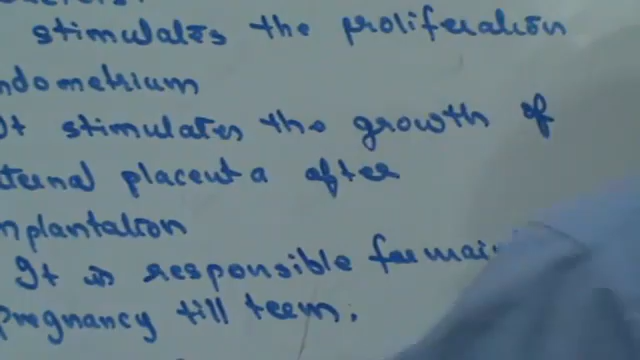 stimulates the proliferation
ndometrium
It stimulates the growth of
ternal placenta after
mplantation
It is responsible for mai
pregnancy till term.